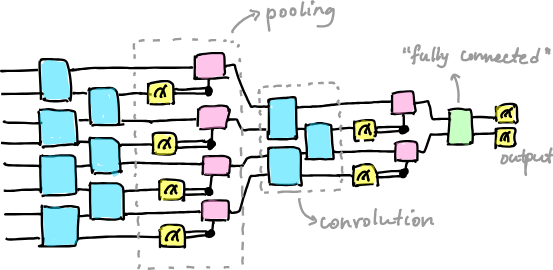 pooling
"fully connected"
output
convolution